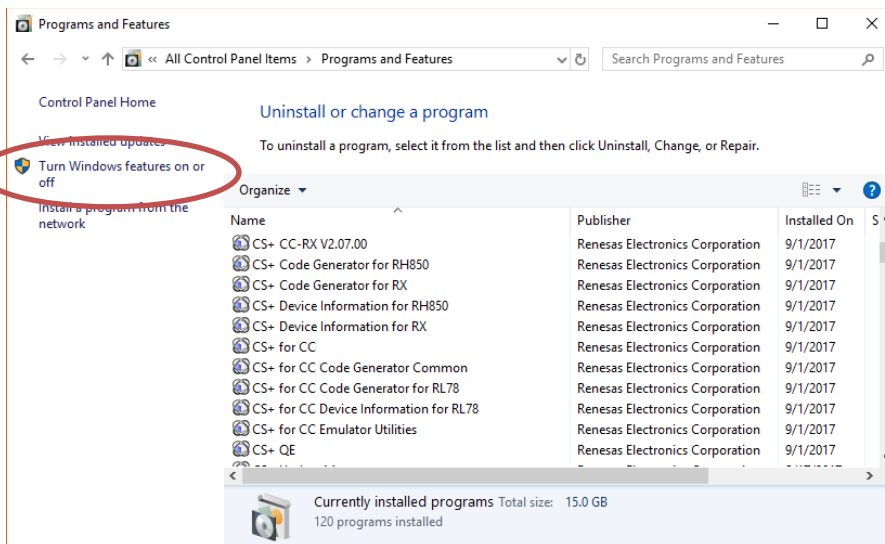 Programs and Features
« All Control Panel Items > Programs and Features
Search Programs and Features
Control Panel Home
View installed updates
Turn Windows features on or
off
Install a program from the
network
Uninstall or change a program
To uninstall a program, select it from the list and then click Uninstall, Change, or Repair.
Organize
Name Publisher Installed On S
CS+ CC-RX V2.07.00 Renesas Electronics Corporation 9/1/2017
CS+ Code Generator for RH850 Renesas Electronics Corporation 9/1/2017
CS+ Code Generator for RX Renesas Electronics Corporation 9/1/2017
CS+ Device Information for RH850 Renesas Electronics Corporation 9/1/2017
CS+ Device Information for RX Renesas Electronics Corporation 9/1/2017
CS+ for CC Renesas Electronics Corporation 9/1/2017
CS+ for CC Code Generator Common Renesas Electronics Corporation 9/1/2017
CS+ for CC Code Generator for RL78 Renesas Electronics Corporation 9/1/2017
CS+ for CC Device Information for RL78 Renesas Electronics Corporation 9/1/2017
CS+ for CC Emulator Utilities Renesas Electronics Corporation 9/1/2017
CS+ QE Renesas Electronics Corporation 9/1/2017
Currently installed programs Total size: 15.0 GB
120 programs installed